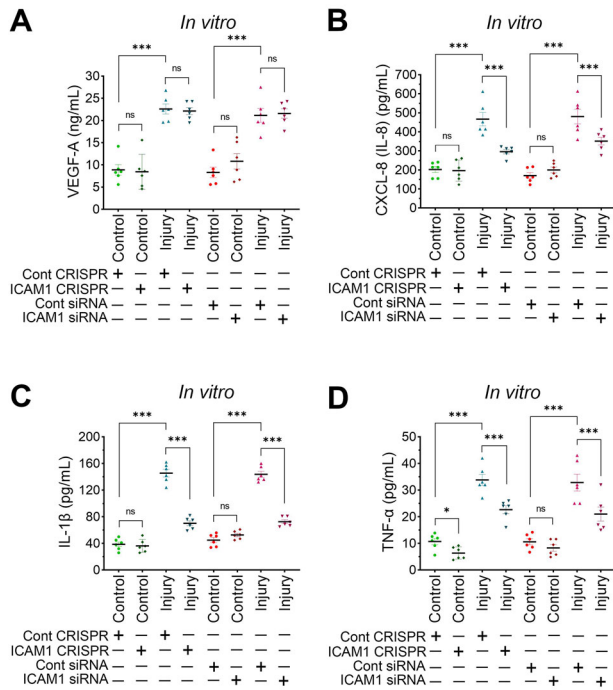 A
In vitro
***
***
ns
ns
ns
ns
VEGF-A (ng/mL)
30
25
20
15
10
5
0
Control
Control
Injury
Injury
Control
Control
Injury
Injury
Cont CRISPR + — + — — — — —
ICAM1 CRISPR — + — + — — — —
Cont siRNA — — — — + — + —
ICAM1 siRNA — — — — — + — +
B
In vitro
***
***
***
***
ns
ns
CXCL-8 (IL-8) (pg/mL)
700
600
500
400
300
200
100
0
Control
Control
Injury
Injury
Control
Control
Injury
Injury
Cont CRISPR + — + — — — — —
ICAM1 CRISPR — + — + — — — —
Cont siRNA — — — — + — + —
ICAM1 siRNA — — — — — + — +
C
In vitro
***
***
***
***
ns
ns
IL-1β (pg/mL)
200
160
120
80
40
0
Control
Control
Injury
Injury
Control
Control
Injury
Injury
Cont CRISPR + — + — — — — —
ICAM1 CRISPR — + — + — — — —
Cont siRNA — — — — + — + —
ICAM1 siRNA — — — — — + — +
D
In vitro
***
***
***
***
*
ns
TNF-α (pg/mL)
50
40
30
20
10
0
Control
Control
Injury
Injury
Control
Control
Injury
Injury
Cont CRISPR + — + — — — — —
ICAM1 CRISPR — + — + — — — —
Cont siRNA — — — — + — + —
ICAM1 siRNA — — — — — + — +